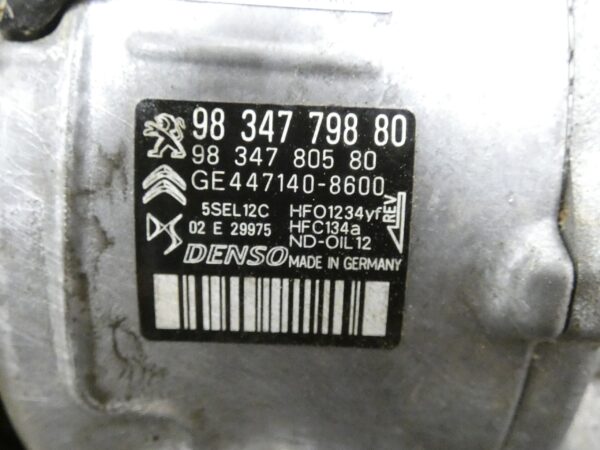 98 347 798 80
98 347 805 80
GE447140-8600
5SEL12C HFO1234yf
02 E 29975 HFC134a
ND-OIL12
REV
DENSO MADE IN GERMANY